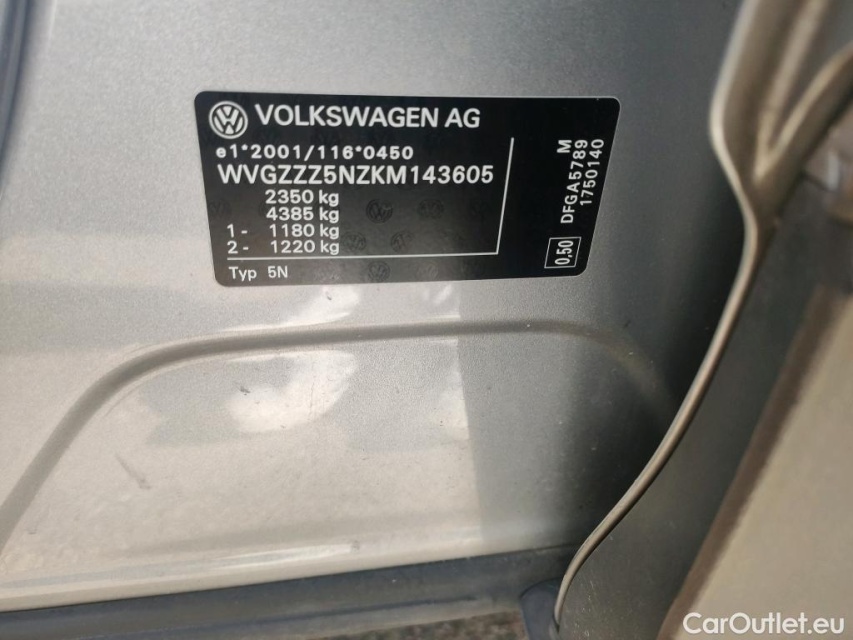 VOLKSWAGEN AG
e1*2001/116*0450
WVGZZZ5NZKM143605
2350 kg
4385 kg
1- 1180 kg
2- 1220 kg
Typ 5N
M
DFGA5789
1750140
0,50
CarOutlet.eu